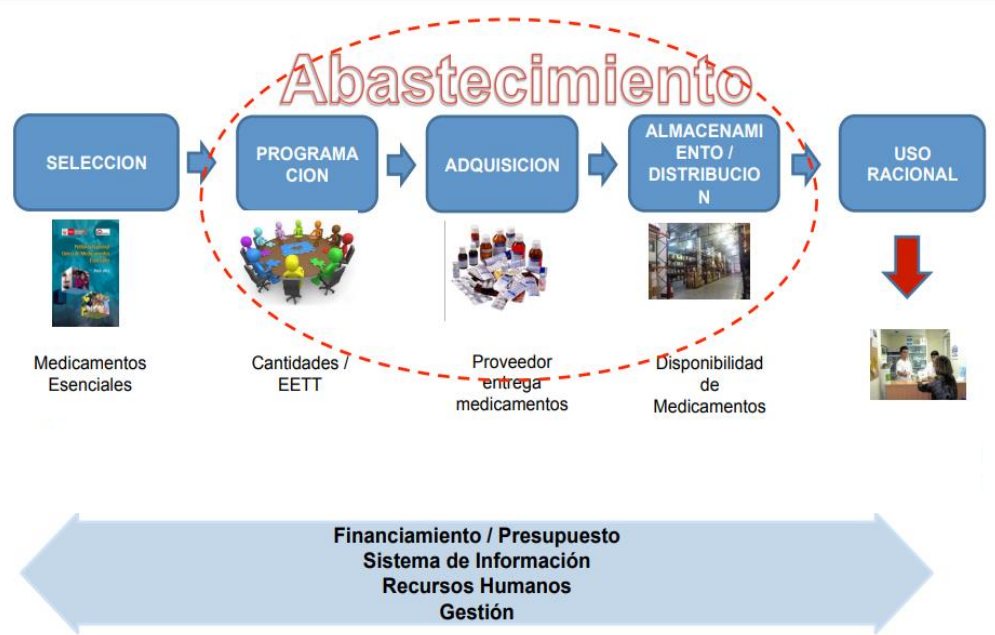 Abastecimiento
SELECCION
PROGRAMA
CION
ADQUISICION
ALMACENAMI
ENTO /
DISTRIBUCIO
N
USO
RACIONAL
Medicamentos
Esenciales
Cantidades /
EETT
Proveedor
entrega
medicamentos
Disponibilidad
de
Medicamentos
Financiamiento / Presupuesto
Sistema de Información
Recursos Humanos
Gestión